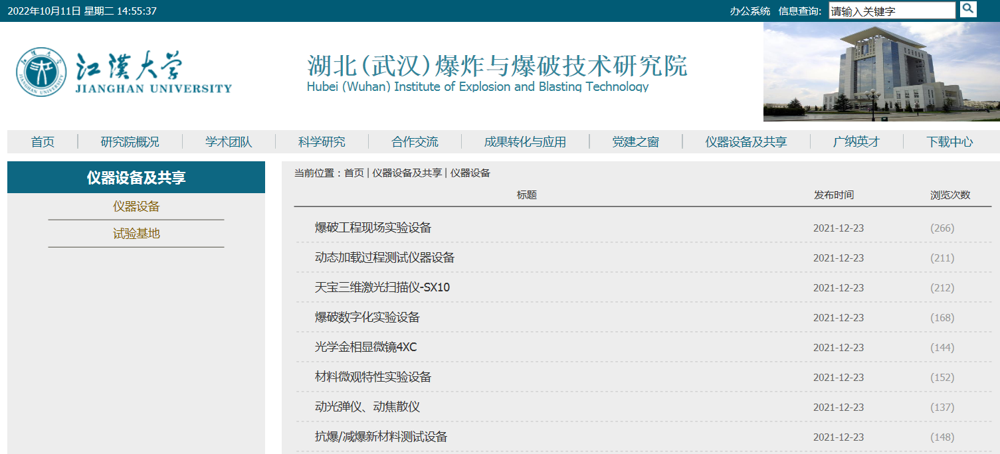 2022年10月11日 星期二 14:55:37 办公系统 信息查询: 请输入关键字
江漢大学
JIANGHAN UNIVERSITY
湖北(武汉)爆炸与爆破技术研究院
Hubei (Wuhan) Institute of Explosion and Blasting Technology
首页 研究院概况 学术团队 科学研究 合作交流 成果转化与应用 党建之窗 仪器设备及共享 广纳英才 下载中心
仪器设备及共享
仪器设备
试验基地
当前位置：首页 | 仪器设备及共享 | 仪器设备
标题 发布时间 浏览次数
爆破工程现场实验设备 2021-12-23 (266)
动态加载过程测试仪器设备 2021-12-23 (211)
天宝三维激光扫描仪-SX10 2021-12-23 (212)
爆破数字化实验设备 2021-12-23 (168)
光学金相显微镜4XC 2021-12-23 (144)
材料微观特性实验设备 2021-12-23 (152)
动光弹仪、动焦散仪 2021-12-23 (137)
抗爆/减爆新材料测试设备 2021-12-23 (148)